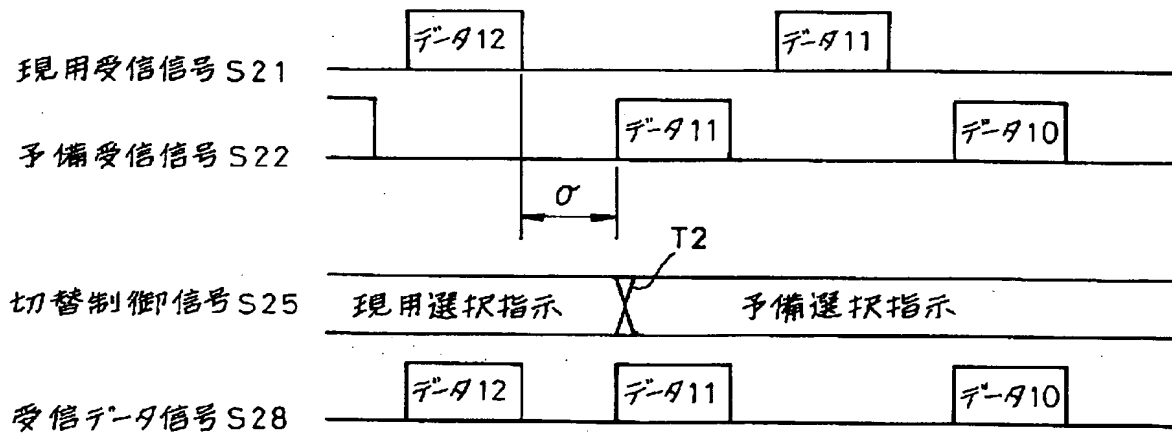 データ12 データ11
現用受信信号S21
データ11 データ10
予備受信信号S22
σ
T2
切替制御信号S25 現用選択指示 予備選択指示
データ12 データ11 データ10
受信データ信号S28